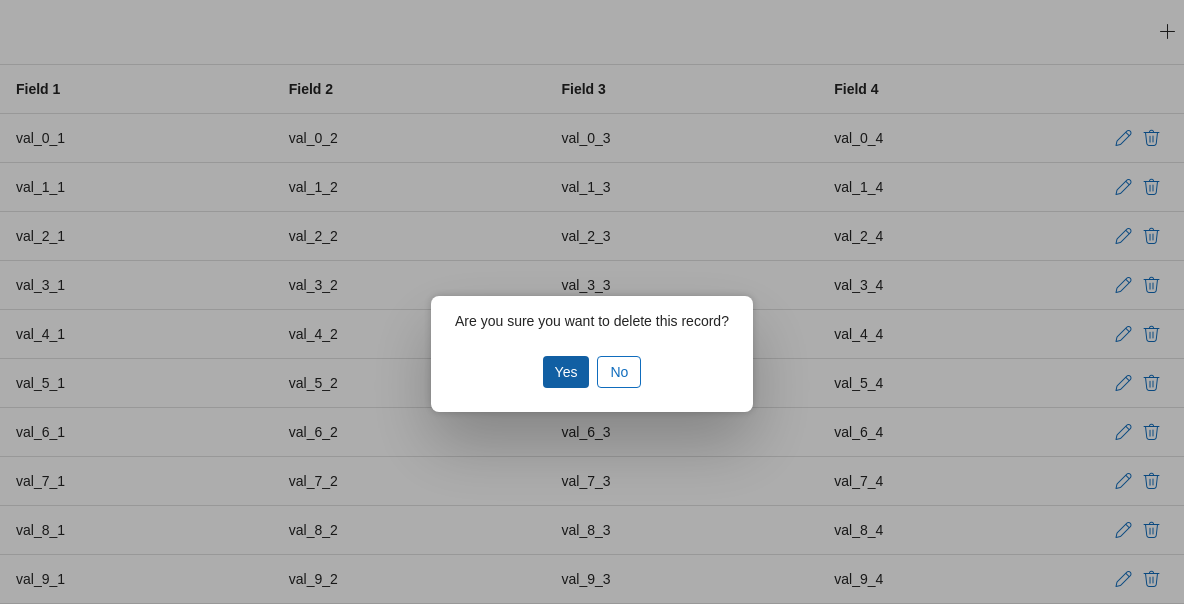 Field 1 Field 2 Field 3 Field 4
val_0_1 val_0_2 val_0_3 val_0_4
val_1_1 val_1_2 val_1_3 val_1_4
val_2_1 val_2_2 val_2_3 val_2_4
val_3_1 val_3_2 val_3_3 val_3_4
Are you sure you want to delete this record?
val_4_1 val_4_2 val_4_4
Yes No
val_5_1 val_5_2 val_5_4
val_6_1 val_6_2 val_6_3 val_6_4
val_7_1 val_7_2 val_7_3 val_7_4
val_8_1 val_8_2 val_8_3 val_8_4
val_9_1 val_9_2 val_9_3 val_9_4